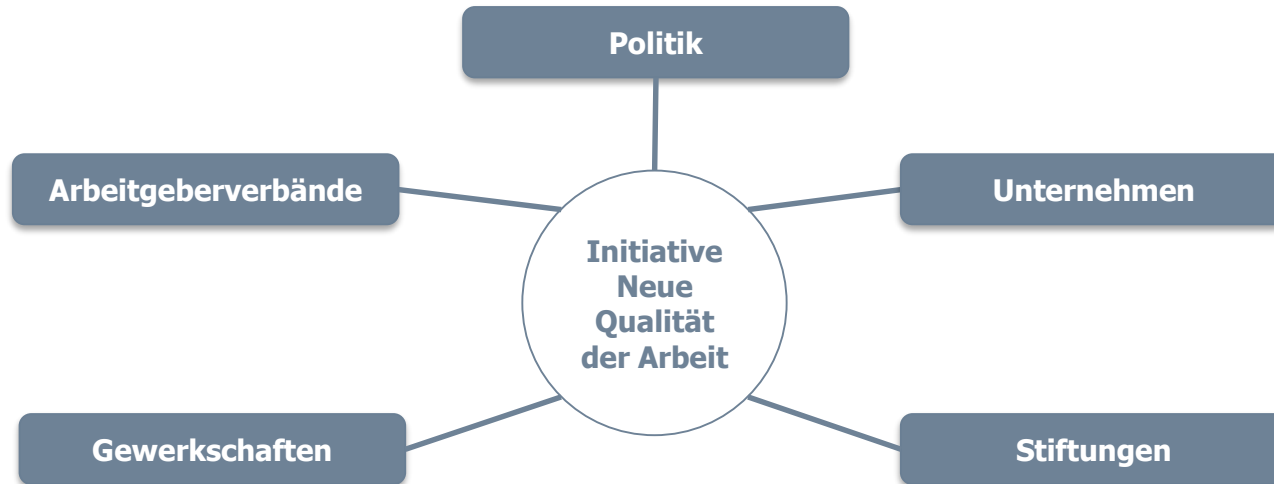 Politik
Arbeitgeberverbände
Unternehmen
Initiative
Neue
Qualität
der Arbeit
Gewerkschaften
Stiftungen